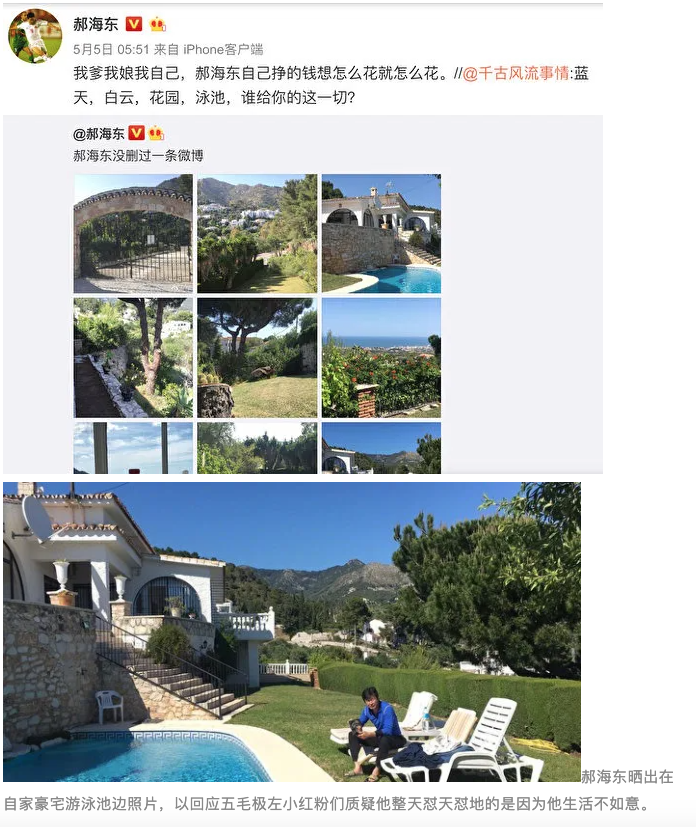 郝海东
5月5日 05:51 来自 iPhone客户端
我爹我娘我自己，郝海东自己挣的钱想怎么花就怎么花。//@千古风流事情:蓝
天，白云，花园，泳池，谁给你的这一切？
@郝海东
郝海东没删过一条微博
郝海东晒出在
自家豪宅游泳池边照片，以回应五毛极左小红粉们质疑他整天怼天怼地的是因为他生活不如意。